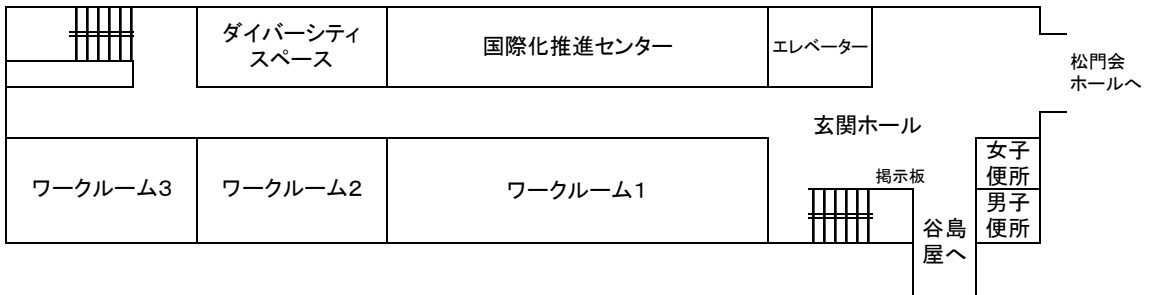 ダイバーシティ
スペース
国際化推進センター
エレベーター
松門会
ホールへ
玄関ホール
ワークルーム3
ワークルーム2
ワークルーム1
掲示板
女子
便所
男子
便所
谷島
屋へ